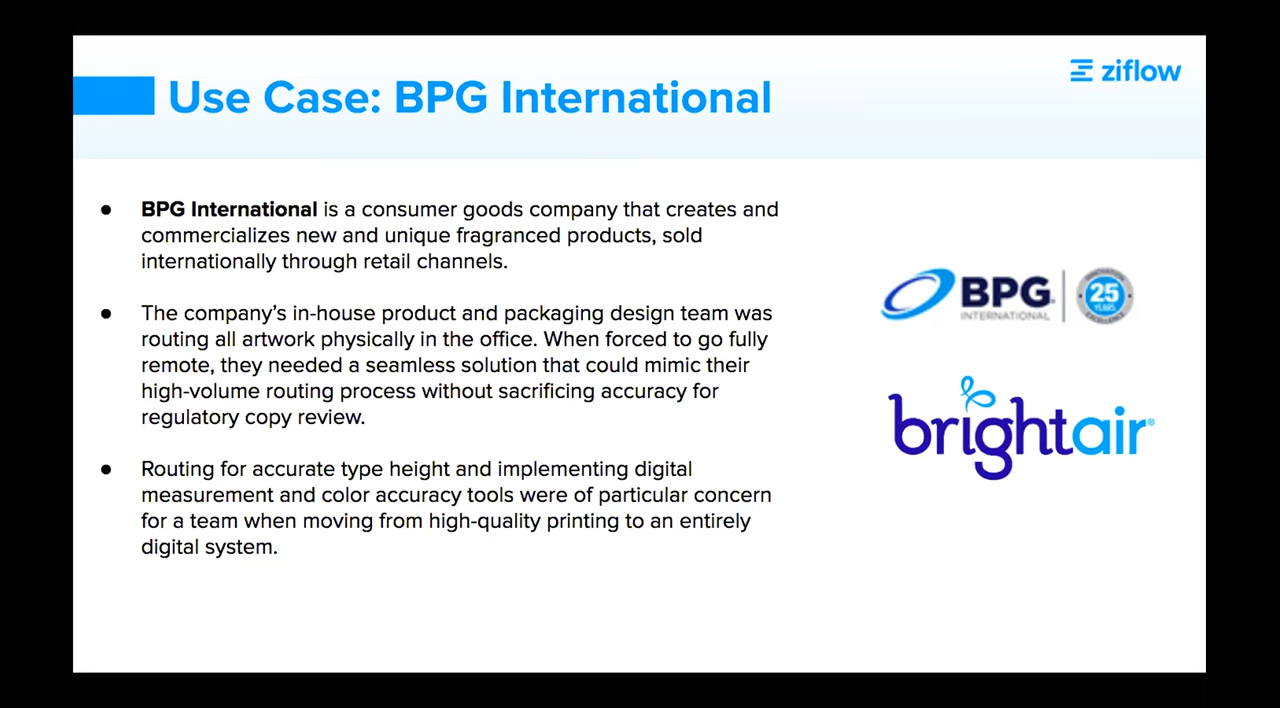 Use Case: BPG International
ziflow
● BPG International is a consumer goods company that creates and
commercializes new and unique fragranced products, sold
internationally through retail channels.
● The company’s in-house product and packaging design team was
routing all artwork physically in the office. When forced to go fully
remote, they needed a seamless solution that could mimic their
high-volume routing process without sacrificing accuracy for
regulatory copy review.
● Routing for accurate type height and implementing digital
measurement and color accuracy tools were of particular concern
for a team when moving from high-quality printing to an entirely
digital system.
BPG
INTERNATIONAL
INNOVATION
25
YEARS
EXCELLENCE
brightair®